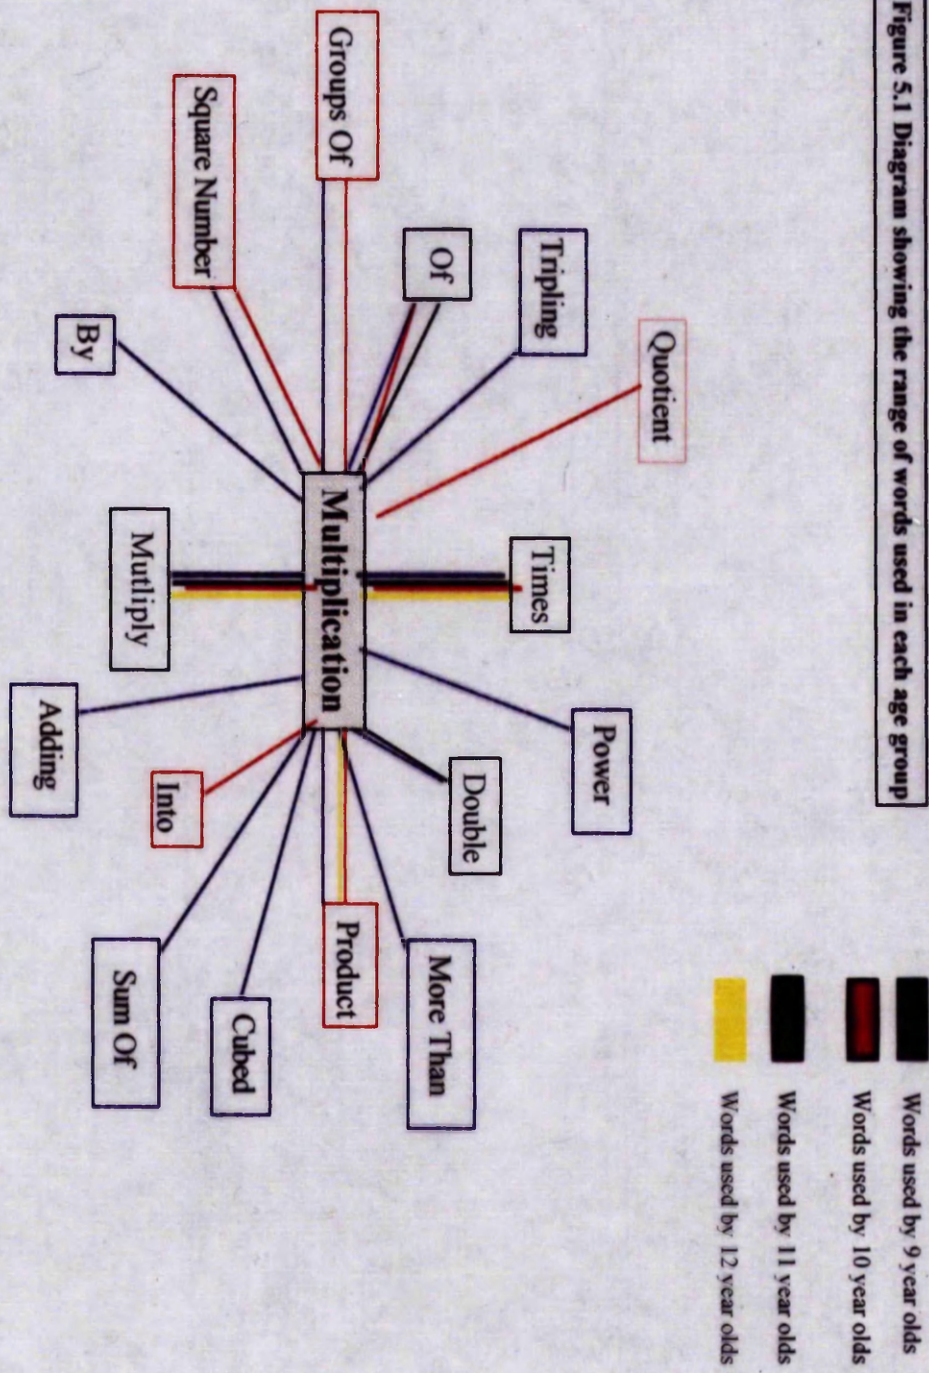 Figure 5.1 Diagram showing the range of words used in each age group
Words used by 9 year olds
Words used by 10 year olds
Words used by 11 year olds
Words used by 12 year olds
Quotient
Power
Tripling
Times
Double
More Than
Of
Groups Of
Multiplication
Product
Square Number
Cubed
Into
Sum Of
By
Mutliply
Adding